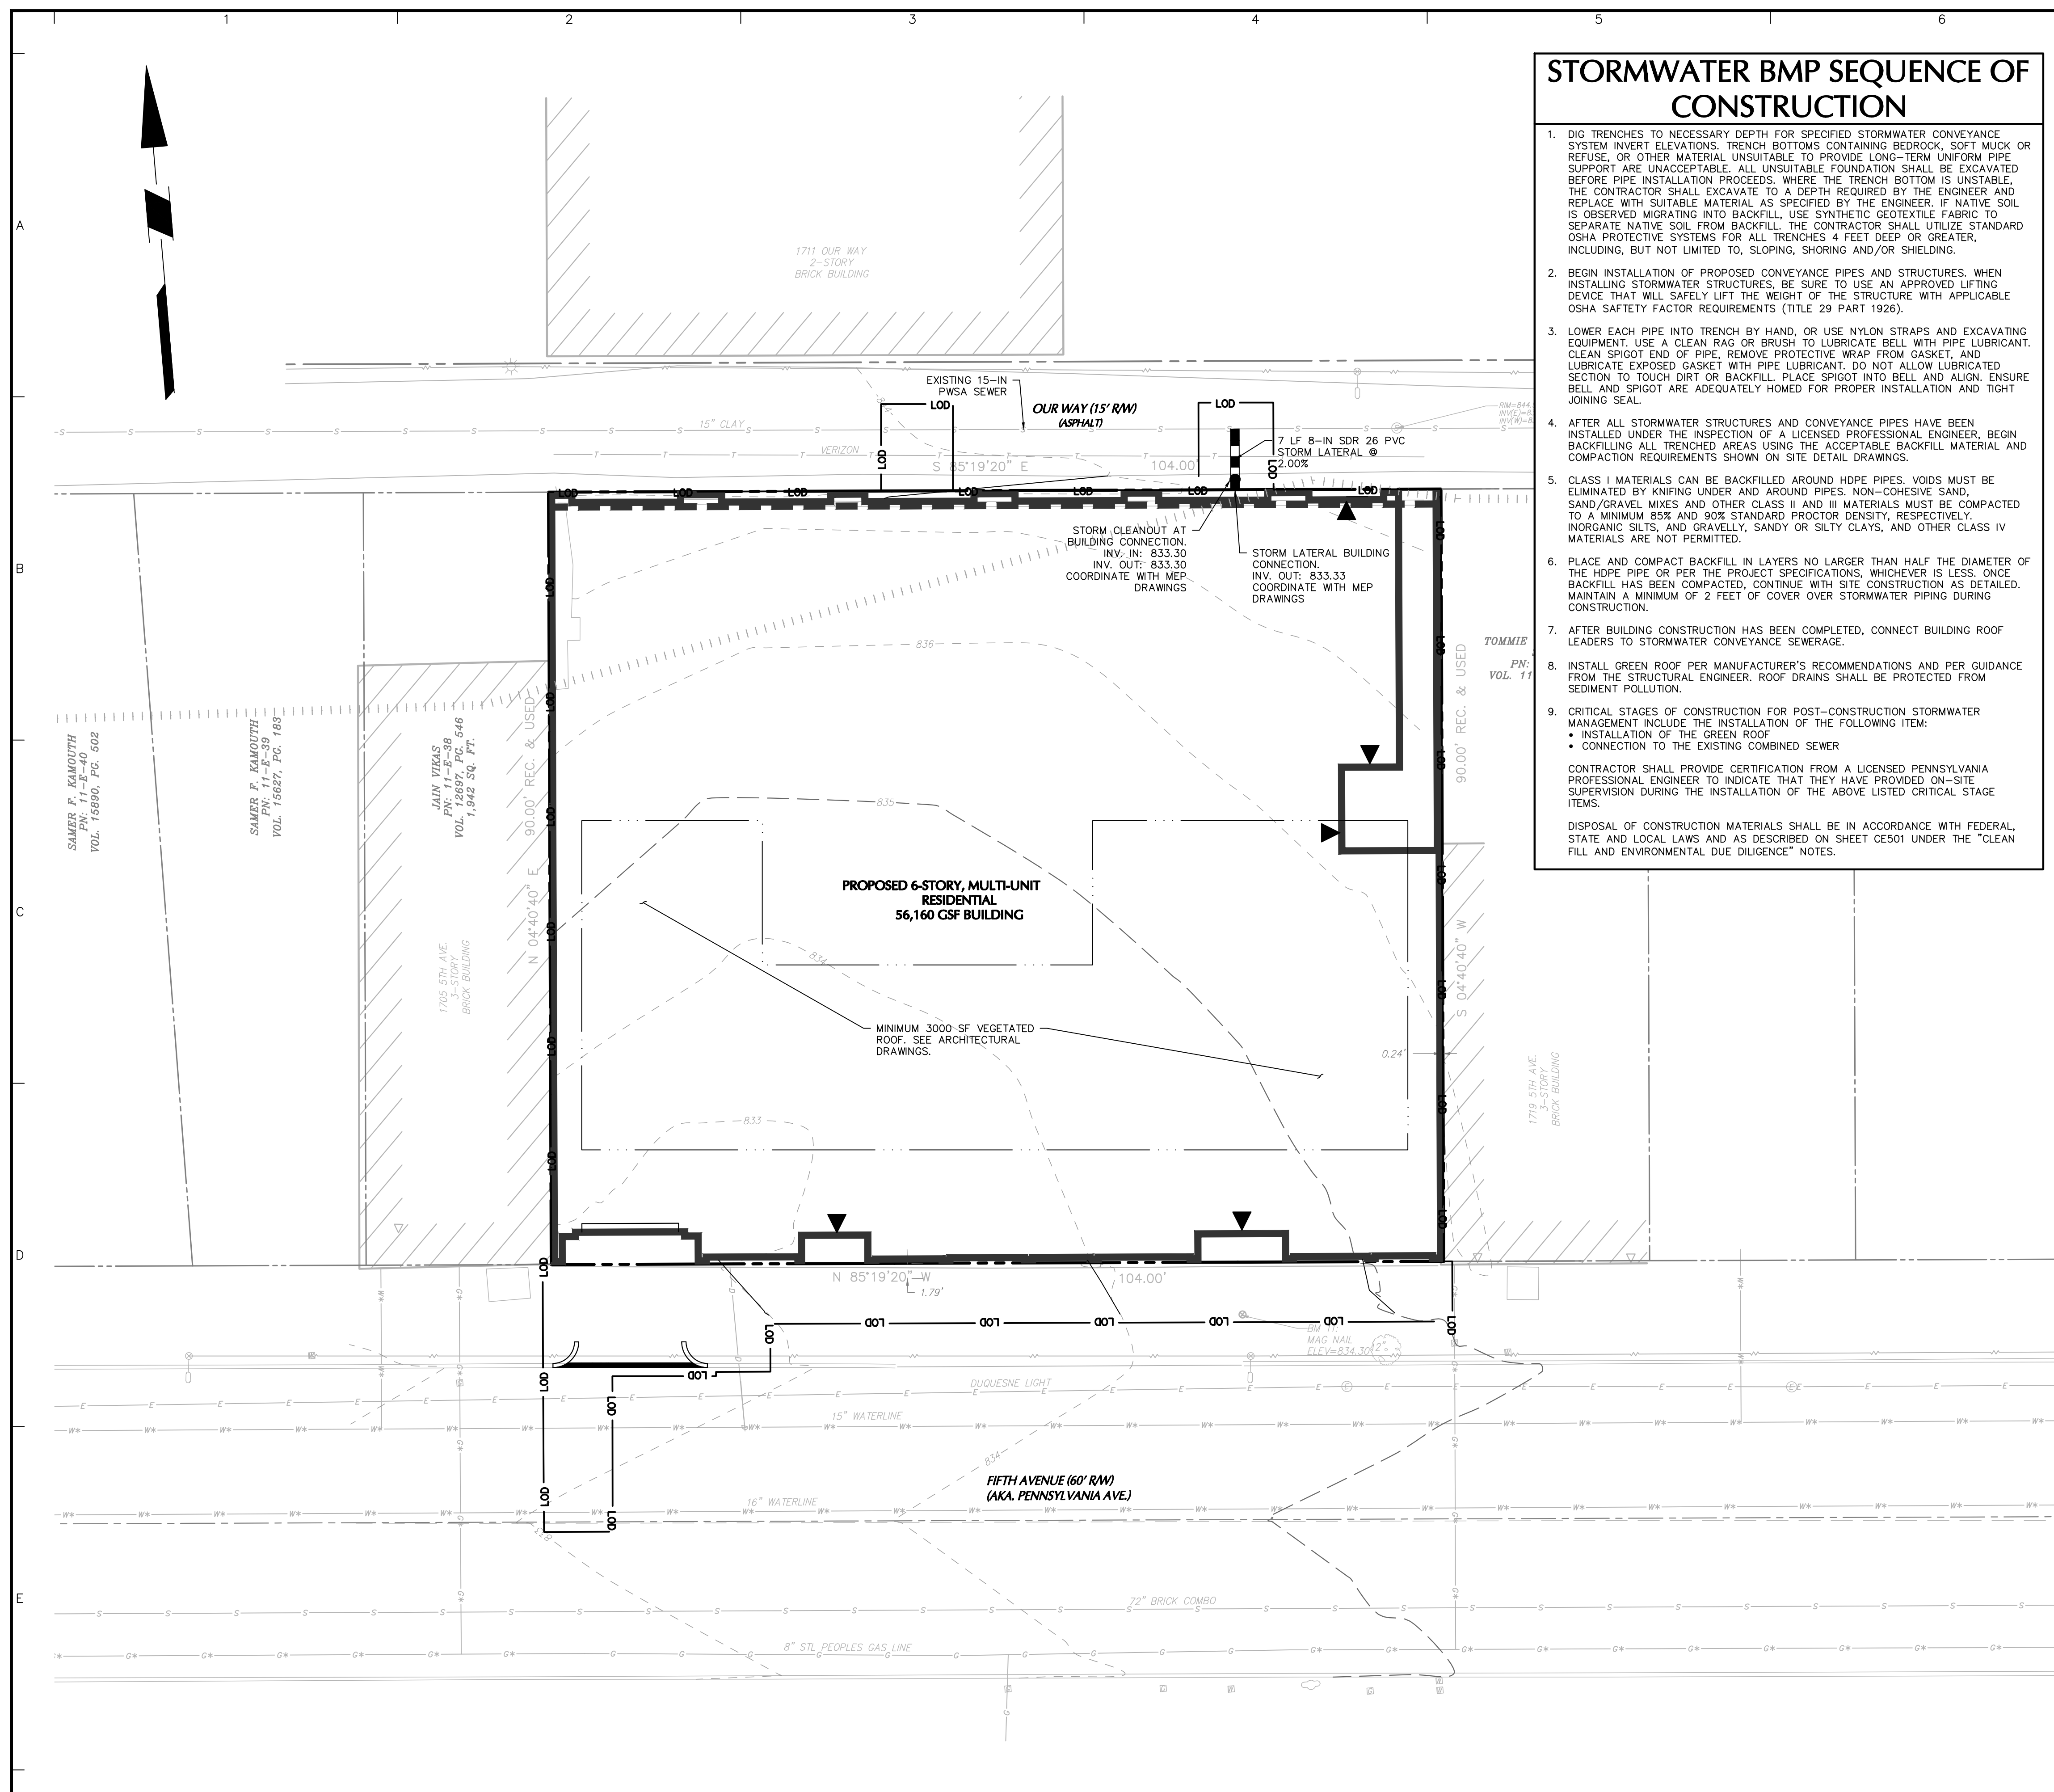 1 2 3 4 5 6
A
B
C
D
E
STORMWATER BMP SEQUENCE OF
CONSTRUCTION
1. DIG TRENCHES TO NECESSARY DEPTH FOR SPECIFIED STORMWATER CONVEYANCE
SYSTEM INVERT ELEVATIONS. TRENCH BOTTOMS CONTAINING BEDROCK, SOFT MUCK OR
REFUSE, OR OTHER MATERIAL UNSUITABLE TO PROVIDE LONG-TERM UNIFORM PIPE
SUPPORT ARE UNACCEPTABLE. ALL UNSUITABLE FOUNDATION SHALL BE EXCAVATED
BEFORE PIPE INSTALLATION PROCEEDS. WHERE THE TRENCH BOTTOM IS UNSTABLE,
THE CONTRACTOR SHALL EXCAVATE TO A DEPTH REQUIRED BY THE ENGINEER AND
REPLACE WITH SUITABLE MATERIAL AS SPECIFIED BY THE ENGINEER. IF NATIVE SOIL
IS OBSERVED MIGRATING INTO BACKFILL, USE SYNTHETIC GEOTEXTILE FABRIC TO
SEPARATE NATIVE SOIL FROM BACKFILL. THE CONTRACTOR SHALL UTILIZE STANDARD
OSHA PROTECTIVE SYSTEMS FOR ALL TRENCHES 4 FEET DEEP OR GREATER,
INCLUDING, BUT NOT LIMITED TO, SLOPING, SHORING AND/OR SHIELDING.
2. BEGIN INSTALLATION OF PROPOSED CONVEYANCE PIPES AND STRUCTURES. WHEN
INSTALLING STORMWATER STRUCTURES, BE SURE TO USE AN APPROVED LIFTING
DEVICE THAT WILL SAFELY LIFT THE WEIGHT OF THE STRUCTURE WITH APPLICABLE
OSHA SAFTETY FACTOR REQUIREMENTS (TITLE 29 PART 1926).
3. LOWER EACH PIPE INTO TRENCH BY HAND, OR USE NYLON STRAPS AND EXCAVATING
EQUIPMENT. USE A CLEAN RAG OR BRUSH TO LUBRICATE BELL WITH PIPE LUBRICANT.
CLEAN SPIGOT END OF PIPE, REMOVE PROTECTIVE WRAP FROM GASKET, AND
LUBRICATE EXPOSED GASKET WITH PIPE LUBRICANT. DO NOT ALLOW LUBRICATED
SECTION TO TOUCH DIRT OR BACKFILL. PLACE SPIGOT INTO BELL AND ALIGN. ENSURE
BELL AND SPIGOT ARE ADEQUATELY HOMED FOR PROPER INSTALLATION AND TIGHT
JOINING SEAL.
4. AFTER ALL STORMWATER STRUCTURES AND CONVEYANCE PIPES HAVE BEEN
INSTALLED UNDER THE INSPECTION OF A LICENSED PROFESSIONAL ENGINEER, BEGIN
BACKFILLING ALL TRENCHED AREAS USING THE ACCEPTABLE BACKFILL MATERIAL AND
COMPACTION REQUIREMENTS SHOWN ON SITE DETAIL DRAWINGS.
5. CLASS I MATERIALS CAN BE BACKFILLED AROUND HDPE PIPES. VOIDS MUST BE
ELIMINATED BY KNIFING UNDER AND AROUND PIPES. NON-COHESIVE SAND,
SAND/GRAVEL MIXES AND OTHER CLASS II AND III MATERIALS MUST BE COMPACTED
TO A MINIMUM 85% AND 90% STANDARD PROCTOR DENSITY, RESPECTIVELY.
INORGANIC SILTS, AND GRAVELLY, SANDY OR SILTY CLAYS, AND OTHER CLASS IV
MATERIALS ARE NOT PERMITTED.
6. PLACE AND COMPACT BACKFILL IN LAYERS NO LARGER THAN HALF THE DIAMETER OF
THE HDPE PIPE OR PER THE PROJECT SPECIFICATIONS, WHICHEVER IS LESS. ONCE
BACKFILL HAS BEEN COMPACTED, CONTINUE WITH SITE CONSTRUCTION AS DETAILED.
MAINTAIN A MINIMUM OF 2 FEET OF COVER OVER STORMWATER PIPING DURING
CONSTRUCTION.
7. AFTER BUILDING CONSTRUCTION HAS BEEN COMPLETED, CONNECT BUILDING ROOF
LEADERS TO STORMWATER CONVEYANCE SEWERAGE.
8. INSTALL GREEN ROOF PER MANUFACTURER'S RECOMMENDATIONS AND PER GUIDANCE
FROM THE STRUCTURAL ENGINEER. ROOF DRAINS SHALL BE PROTECTED FROM
SEDIMENT POLLUTION.
9. CRITICAL STAGES OF CONSTRUCTION FOR POST-CONSTRUCTION STORMWATER
MANAGEMENT INCLUDE THE INSTALLATION OF THE FOLLOWING ITEM:
• INSTALLATION OF THE GREEN ROOF
• CONNECTION TO THE EXISTING COMBINED SEWER
CONTRACTOR SHALL PROVIDE CERTIFICATION FROM A LICENSED PENNSYLVANIA
PROFESSIONAL ENGINEER TO INDICATE THAT THEY HAVE PROVIDED ON-SITE
SUPERVISION DURING THE INSTALLATION OF THE ABOVE LISTED CRITICAL STAGE
ITEMS.
DISPOSAL OF CONSTRUCTION MATERIALS SHALL BE IN ACCORDANCE WITH FEDERAL,
STATE AND LOCAL LAWS AND AS DESCRIBED ON SHEET CE501 UNDER THE "CLEAN
FILL AND ENVIRONMENTAL DUE DILIGENCE" NOTES.
1711 OUR WAY
2-STORY
BRICK BUILDING
EXISTING 15-IN
PWSA SEWER
OUR WAY (15' R/W)
(ASPHALT)
LOD
LOD
15" CLAY
VERIZON
S 85°19'20" E
104.00'
7 LF 8-IN SDR 26 PVC
STORM LATERAL @
2.00%
STORM CLEANOUT AT
BUILDING CONNECTION.
INV. IN: 833.30
INV. OUT: 833.30
COORDINATE WITH MEP
DRAWINGS
STORM LATERAL BUILDING
CONNECTION.
INV. OUT: 833.33
COORDINATE WITH MEP
DRAWINGS
836
835
834
833
SAMER F. KAMOUTH
PN: 11-E-40
VOL. 15890, PG. 502
SAMER F. KAMOUTH
PN: 11-E-39
VOL. 15627, PG. 183
JAIN VIKAS
PN: 11-E-38
VOL. 12697, PG. 546
1,942 SQ. FT.
N 04°40'40" E 90.00' REC. & USED
1705 5TH AVE.
3-STORY
BRICK BUILDING
TOMMIE
PN:
VOL. 11
90.00' REC. & USED
S 04°40'40" W
PROPOSED 6-STORY, MULTI-UNIT
RESIDENTIAL
56,160 GSF BUILDING
MINIMUM 3000 SF VEGETATED
ROOF. SEE ARCHITECTURAL
DRAWINGS.
0.24'
1719 5TH AVE.
3-STORY
BRICK BUILDING
N 85°19'20" W
104.00'
1.79'
MAG NAIL
ELEV=834.30
DUQUESNE LIGHT
15" WATERLINE
834
FIFTH AVENUE (60' R/W)
(AKA. PENNSYLVANIA AVE.)
16" WATERLINE
833
72" BRICK COMBO
8" STL PEOPLES GAS LINE